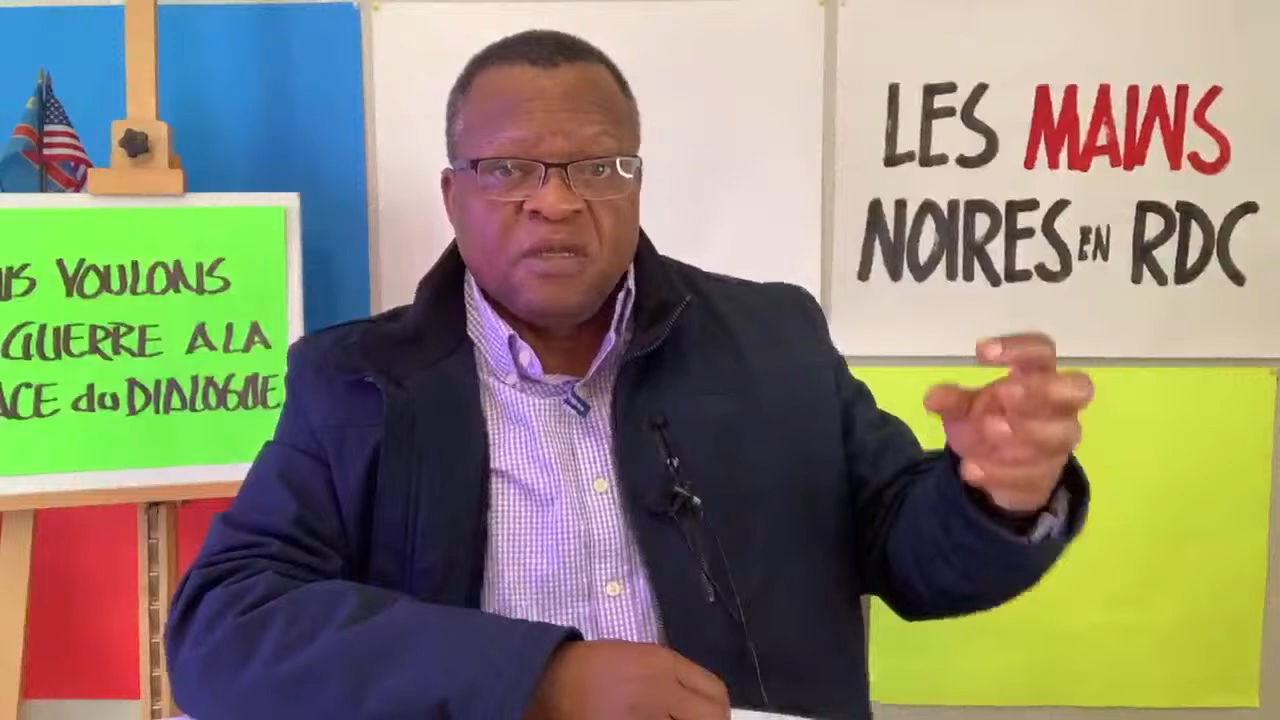 VOULONS
GUERRE A LA
du DIALOGUE
LES MAINS
NOIRES EN RDC